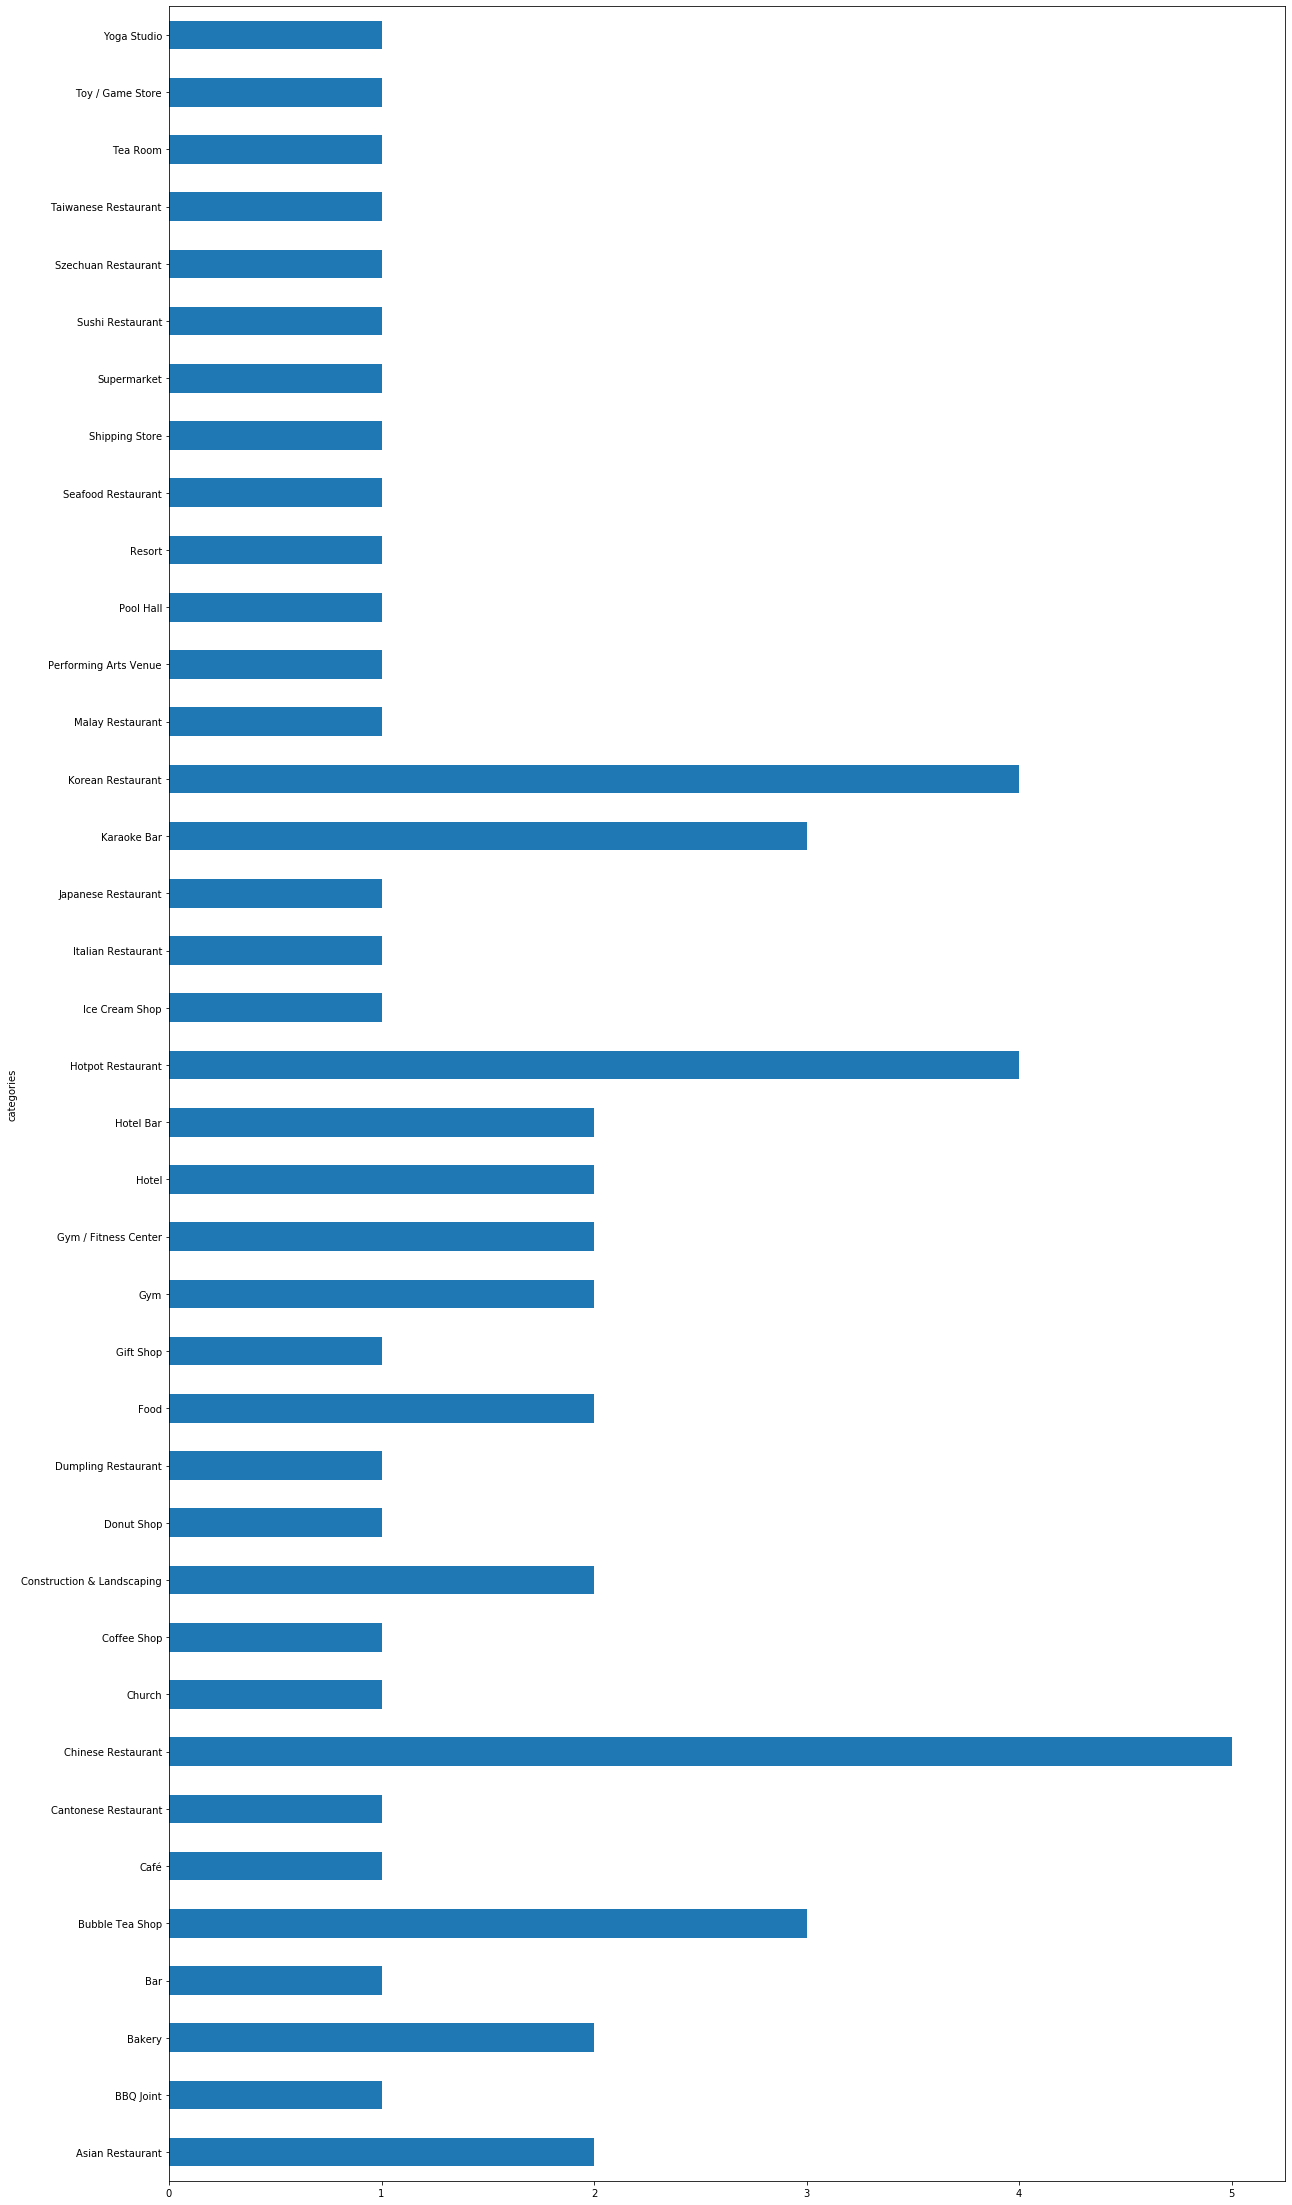 Yoga Studio
Toy / Game Store
Tea Room
Taiwanese Restaurant
Szechuan Restaurant
Sushi Restaurant
Supermarket
Shipping Store
Seafood Restaurant
Resort
Pool Hall
Performing Arts Venue
Malay Restaurant
Korean Restaurant
Karaoke Bar
Japanese Restaurant
Italian Restaurant
Ice Cream Shop
Hotpot Restaurant
categories
Hotel Bar
Hotel
Gym / Fitness Center
Gym
Gift Shop
Food
Dumpling Restaurant
Donut Shop
Construction & Landscaping
Coffee Shop
Church
Chinese Restaurant
Cantonese Restaurant
Café
Bubble Tea Shop
Bar
Bakery
BBQ Joint
Asian Restaurant
0 1 2 3 4 5